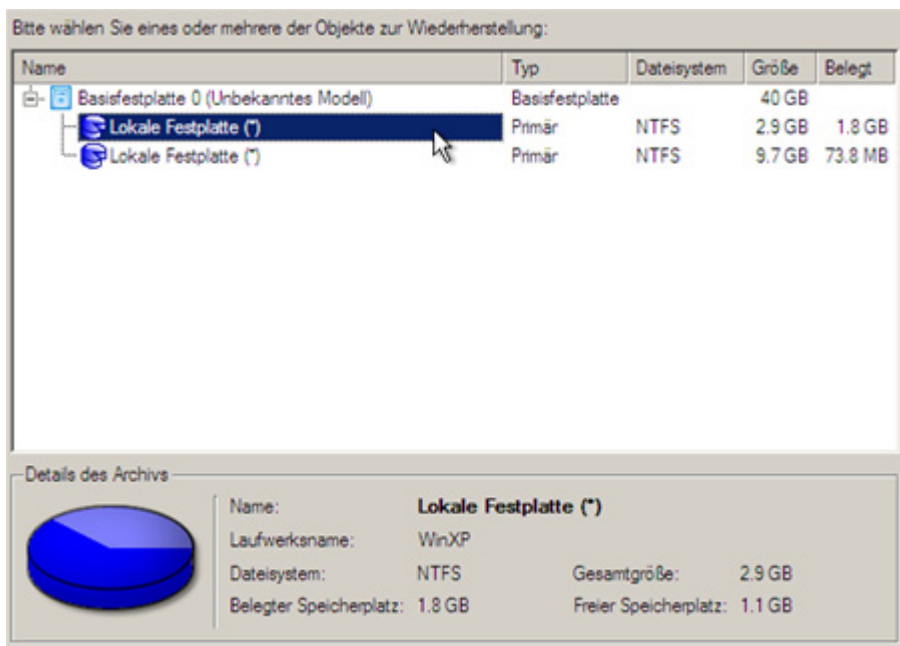 Bitte wählen Sie eines oder mehrere der Objekte zur Wiederherstellung:
Name Typ Dateisystem Größe Belegt
Basisfestplatte 0 (Unbekanntes Modell) Basisfestplatte 40 GB
Lokale Festplatte (*) Primär NTFS 2.9 GB 1.8 GB
Lokale Festplatte (*) Primär NTFS 9.7 GB 73.8 MB
Details des Archivs
Name: Lokale Festplatte (*)
Laufwerksname: WinXP
Dateisystem: NTFS Gesamtgröße: 2.9 GB
Belegter Speicherplatz: 1.8 GB Freier Speicherplatz: 1.1 GB